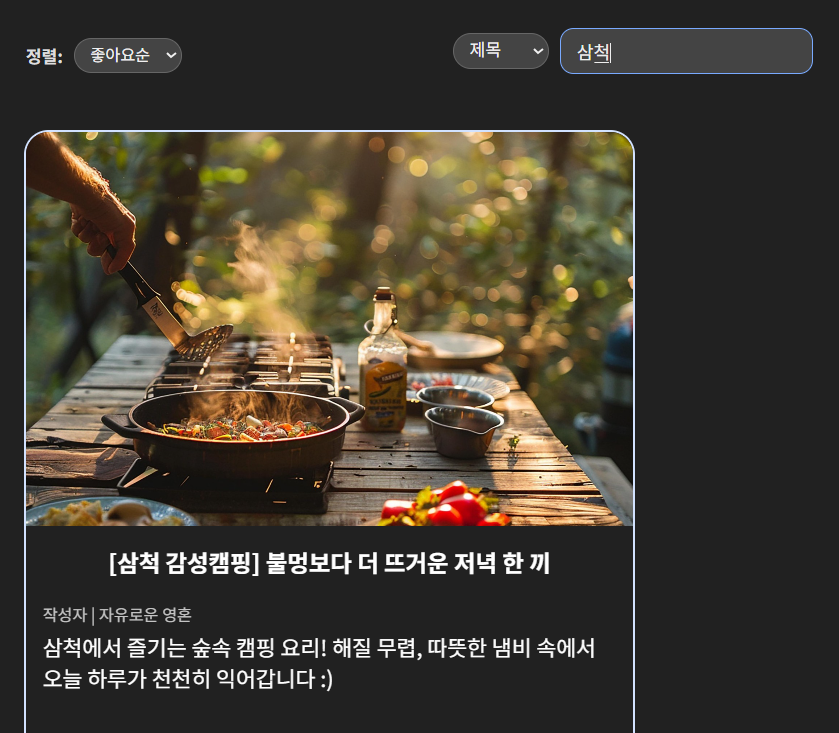 정렬: 좋아요순 제목 삼척
[삼척 감성캠핑] 불멍보다 더 뜨거운 저녁 한 끼
작성자 | 자유로운 영혼
삼척에서 즐기는 숲속 캠핑 요리! 해질 무렵, 따뜻한 냄비 속에서
오늘 하루가 천천히 익어갑니다 :)